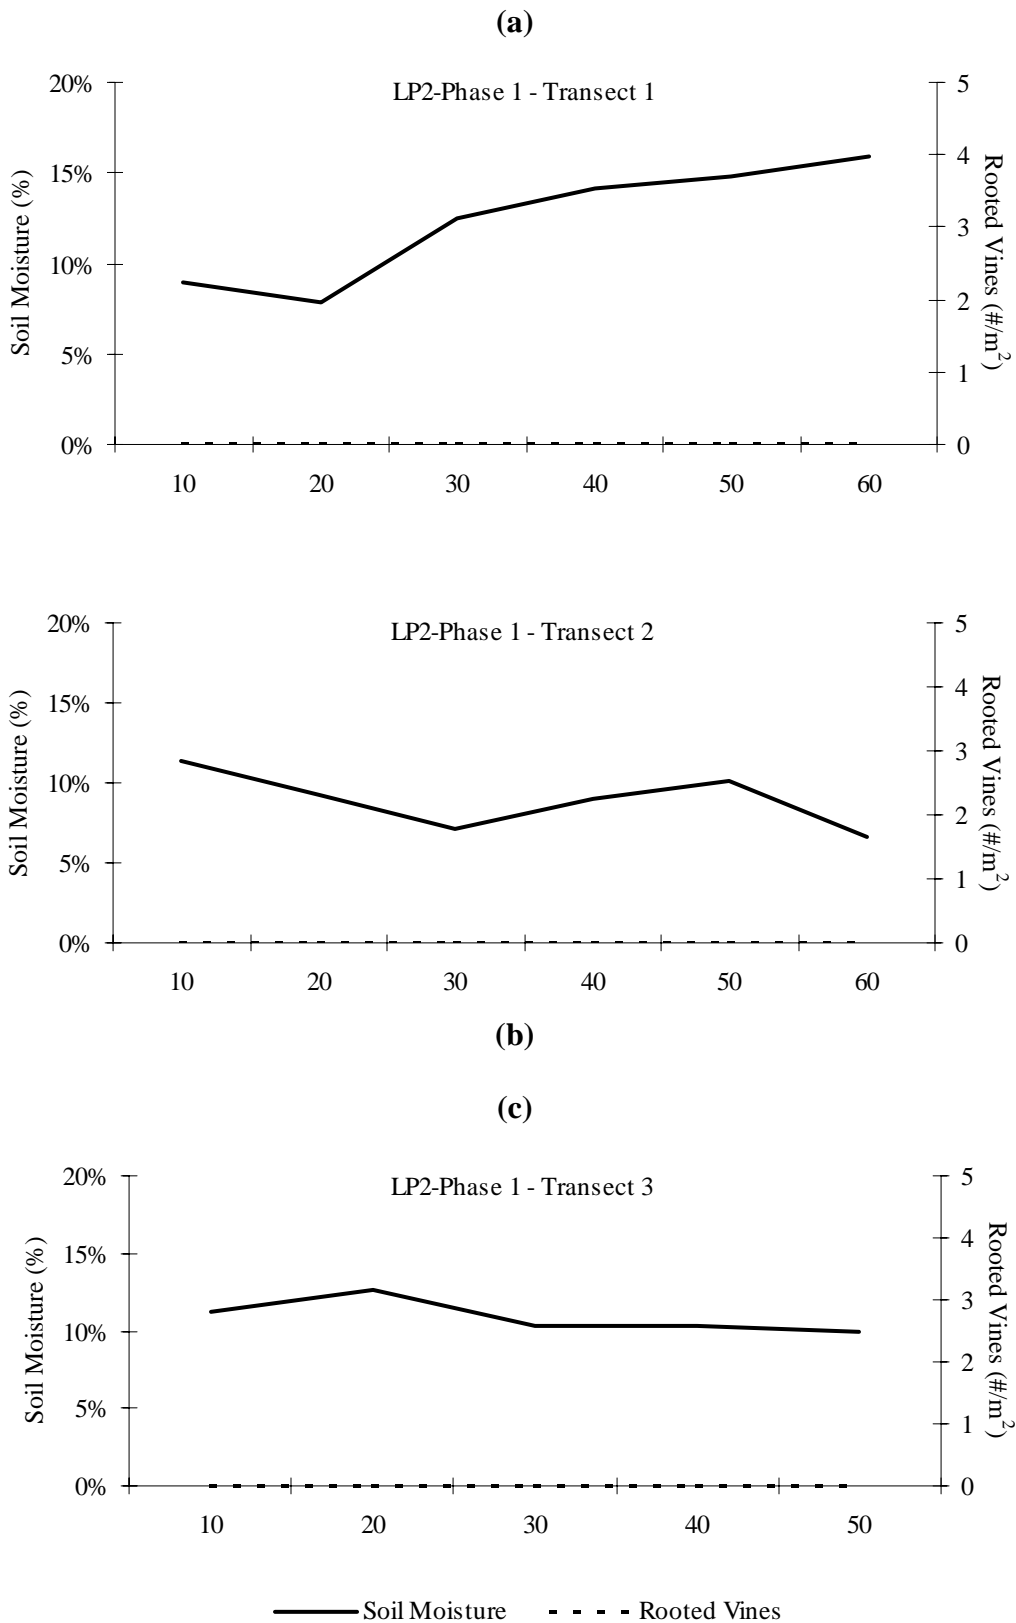 (a)
LP2-Phase 1 - Transect 1
20%
15%
10%
5%
0%
Soil Moisture (%)
5
4
3
2
1
0
Rooted Vines (#/m²)
10 20 30 40 50 60
LP2-Phase 1 - Transect 2
20%
15%
10%
5%
0%
Soil Moisture (%)
5
4
3
2
1
0
Rooted Vines (#/m²)
10 20 30 40 50 60
(b)
(c)
LP2-Phase 1 - Transect 3
20%
15%
10%
5%
0%
Soil Moisture (%)
5
4
3
2
1
0
Rooted Vines (#/m²)
10 20 30 40 50
Soil Moisture Rooted Vines